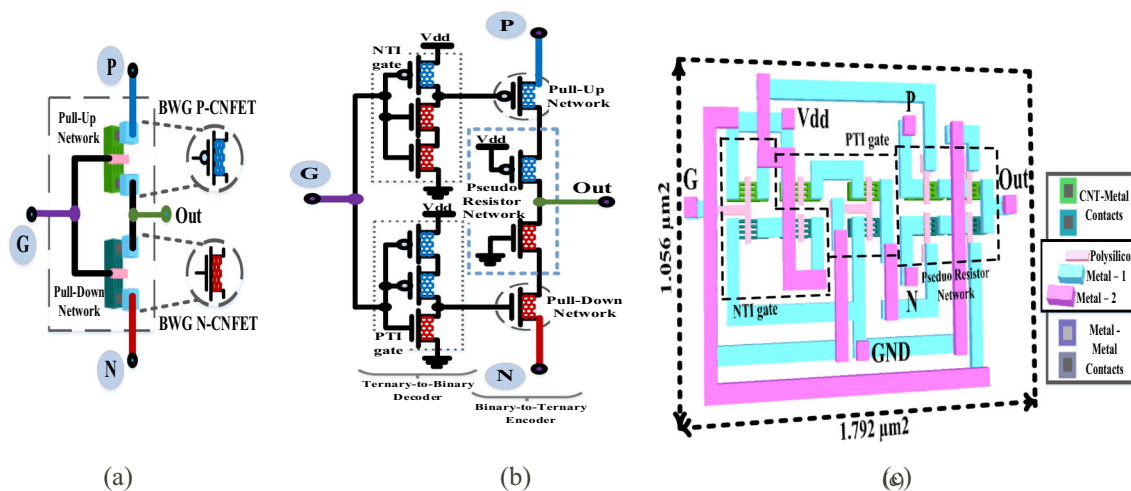 P
Pull-Up
Network
BWG P-CNFET
G
Out
Pull-Down
Network
BWG N-CNFET
N
(a)
NTI
gate
Vdd
P
Pull-Up
Network
Vdd
G
Pseudo
Resistor
Network
Out
Vdd
PTI
gate
Pull-Down
Network
N
Ternary-to-Binary
Decoder
Binary-to-Ternary
Encoder
(b)
1.056 μm2
G
Vdd
PTI gate
P
Out
NTI gate
N
Pseduo Resistor
Network
GND
1.792 μm2
CNT-Metal
Contacts
Polysilico
Metal – 1
Metal – 2
Metal -
Metal
Contacts